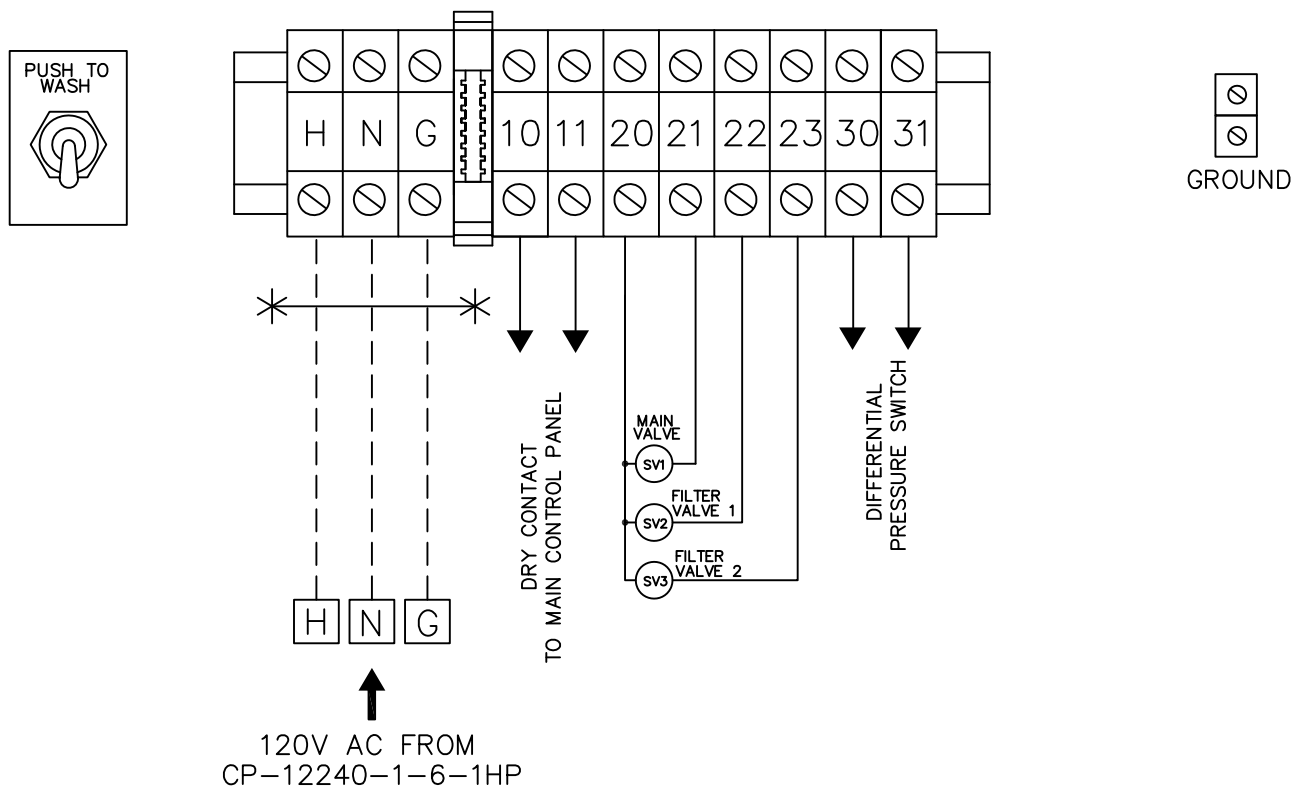 PUSH TO
WASH
H N G 10 11 20 21 22 23 30 31
GROUND
MAIN
VALVE
SV1
FILTER
VALVE 1
SV2
FILTER
VALVE 2
SV3
DRY CONTACT
TO MAIN CONTROL PANEL
DIFFERENTIAL
PRESSURE SWITCH
H N G
120V AC FROM
CP-12240-1-6-1HP